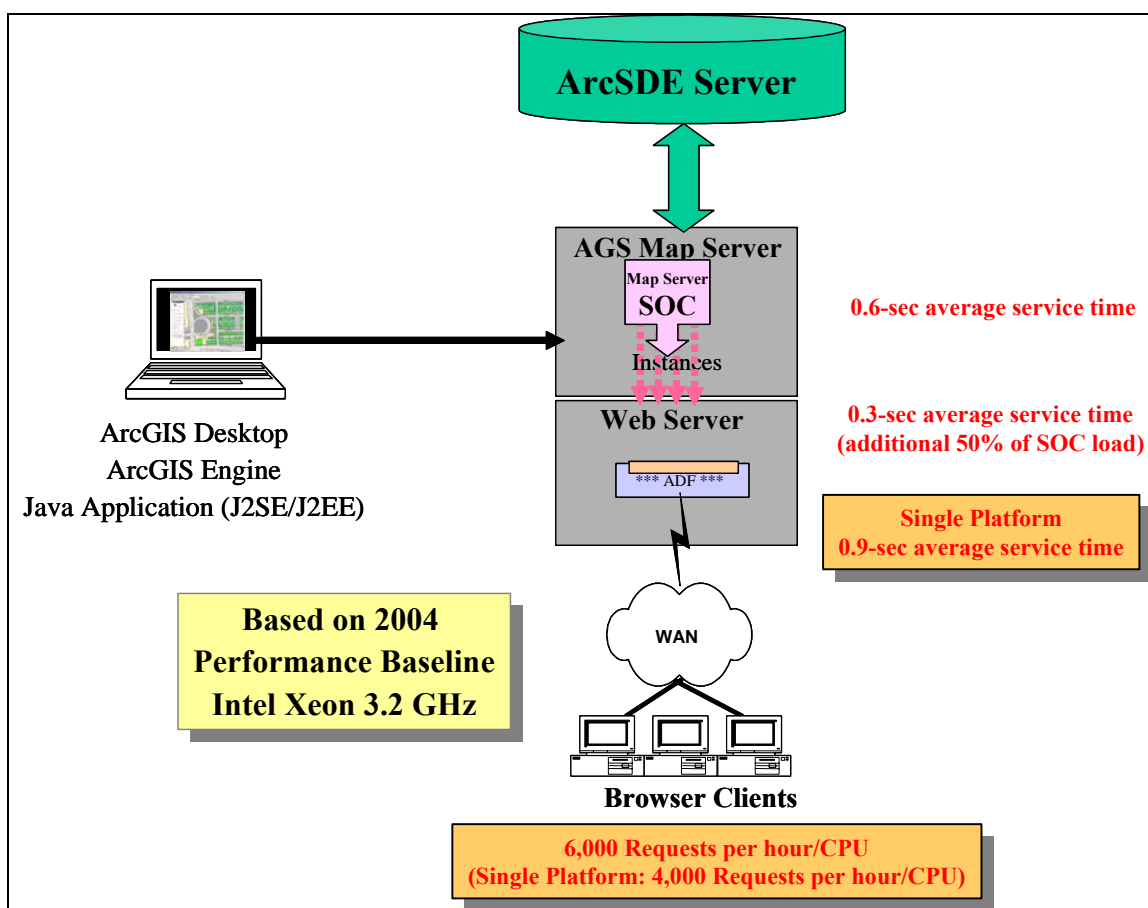 ArcSDE Server
AGS Map Server
Map Server
SOC
Instances
0.6-sec average service time
ArcGIS Desktop
ArcGIS Engine
Java Application (J2SE/J2EE)
Web Server
*** ADF ***
0.3-sec average service time
(additional 50% of SOC load)
Single Platform
0.9-sec average service time
Based on 2004
Performance Baseline
Intel Xeon 3.2 GHz
WAN
Browser Clients
6,000 Requests per hour/CPU
(Single Platform: 4,000 Requests per hour/CPU)